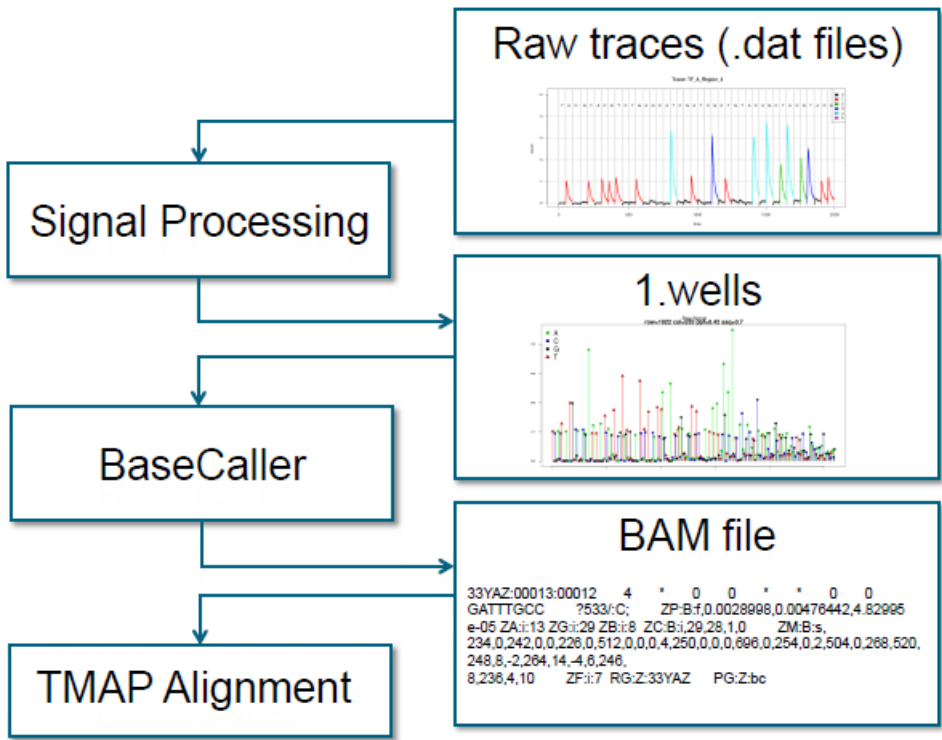 Raw traces (.dat files)
Signal Processing
1.wells
A
C
G
T
BaseCaller
BAM file
33YAZ:00013:00012 4 * 0 0 * * 0 0
GATTTGCC ?533/:C; ZP:B:f,0.0028998,0.00476442,4.82995
e-05 ZA:i:13 ZG:i:29 ZB:i:8 ZC:B:i,29,28,1,0 ZM:B:s,
234,0,242,0,0,226,0,512,0,0,0,4,250,0,0,0,696,0,254,0,2,504,0,268,520,
248,8,-2,264,14,-4,6,246,
8,236,4,10 ZF:i:7 RG:Z:33YAZ PG:Z:bc
TMAP Alignment